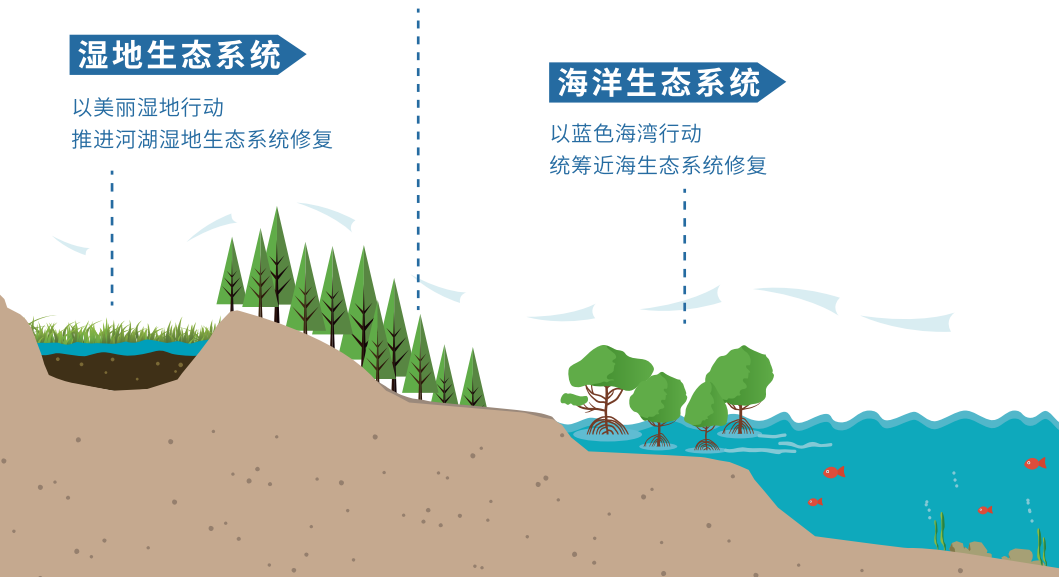 湿地生态系统
以美丽湿地行动
推进河湖湿地生态系统修复
海洋生态系统
以蓝色海湾行动
统筹近海生态系统修复